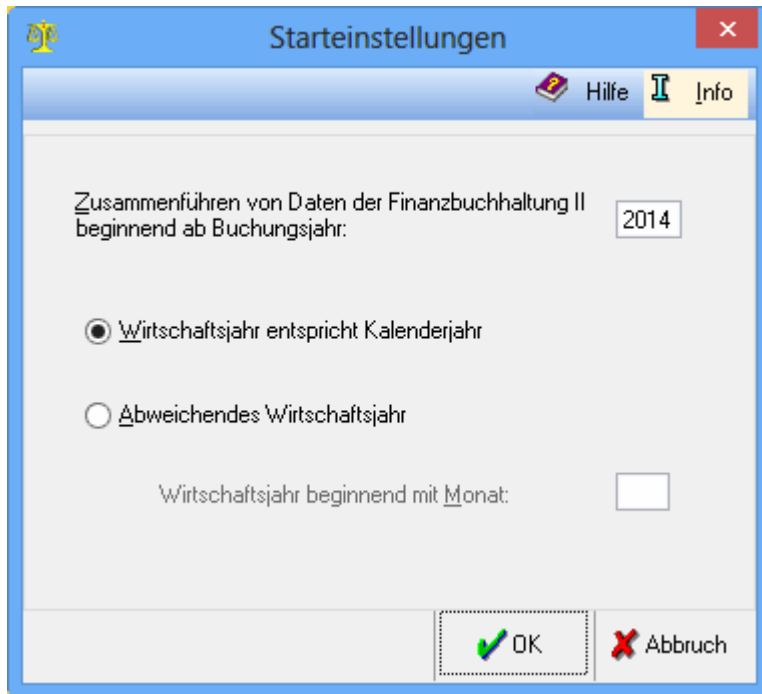 Starteinstellungen
Hilfe Info
Zusammenführen von Daten der Finanzbuchhaltung II
beginnend ab Buchungsjahr:
2014
Wirtschaftsjahr entspricht Kalenderjahr
Abweichendes Wirtschaftsjahr
Wirtschaftsjahr beginnend mit Monat:
OK Abbruch